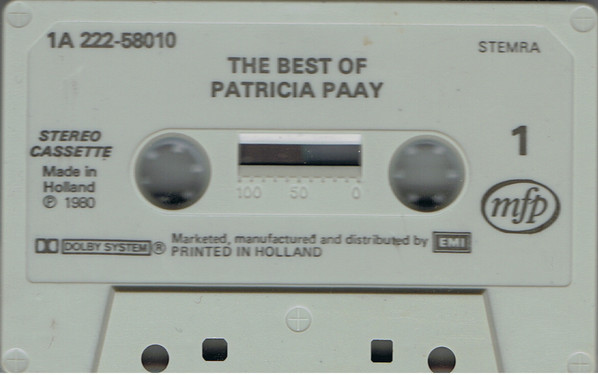 1A 222-58010
STEMRA
THE BEST OF
PATRICIA PAAY
STEREO
CASSETTE
1
Made in
Holland
℗ 1980
100 50 0
mfp
DOLBY SYSTEM ®
Marketed, manufactured and distributed by EMI
PRINTED IN HOLLAND